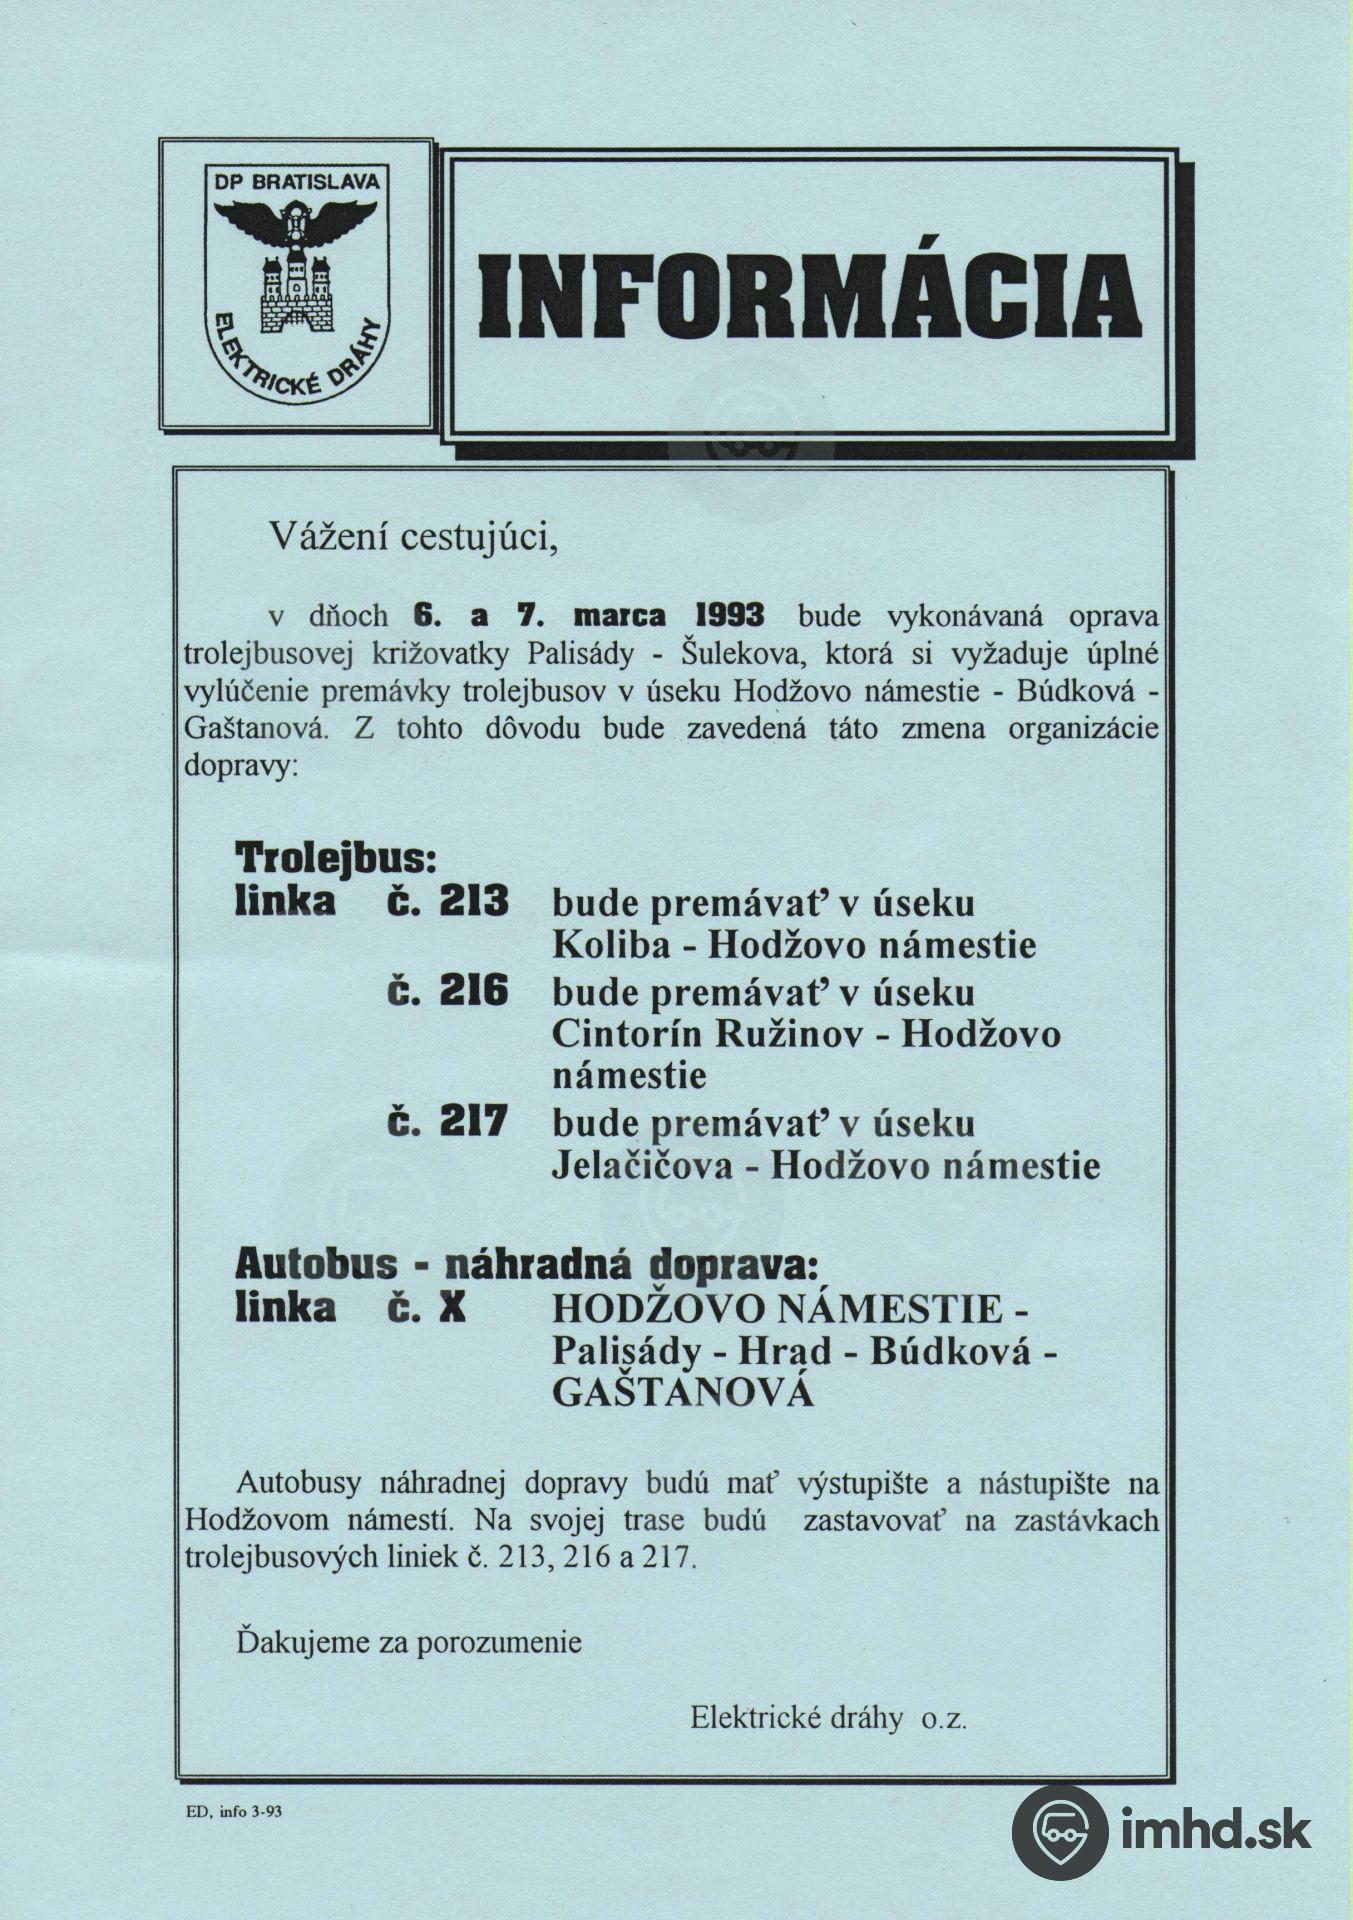 DP BRATISLAVA
ELEKTRICKÉ DRÁHY
INFORMÁCIA
Vážení cestujúci,
v dňoch 6. a 7. marca 1993 bude vykonávaná oprava
trolejbusovej križovatky Palisády - Šulekova, ktorá si vyžaduje úplné
vylúčenie premávky trolejbusov v úseku Hodžovo námestie - Búdková -
Gaštanová. Z tohto dôvodu bude zavedená táto zmena organizácie
dopravy:
Trolejbus:
linka č. 213 bude premávať v úseku
Koliba - Hodžovo námestie
č. 216 bude premávať v úseku
Cintorín Ružinov - Hodžovo
námestie
č. 217 bude premávať v úseku
Jelačičova - Hodžovo námestie
Autobus - náhradná doprava:
linka č. X HODŽOVO NÁMESTIE -
Palisády - Hrad - Búdková -
GAŠTANOVÁ
Autobusy náhradnej dopravy budú mať výstupište a nástupište na
Hodžovom námestí. Na svojej trase budú zastavovať na zastávkach
trolejbusových liniek č. 213, 216 a 217.
Ďakujeme za porozumenie
Elektrické dráhy o.z.
ED, info 3-93
imhd.sk